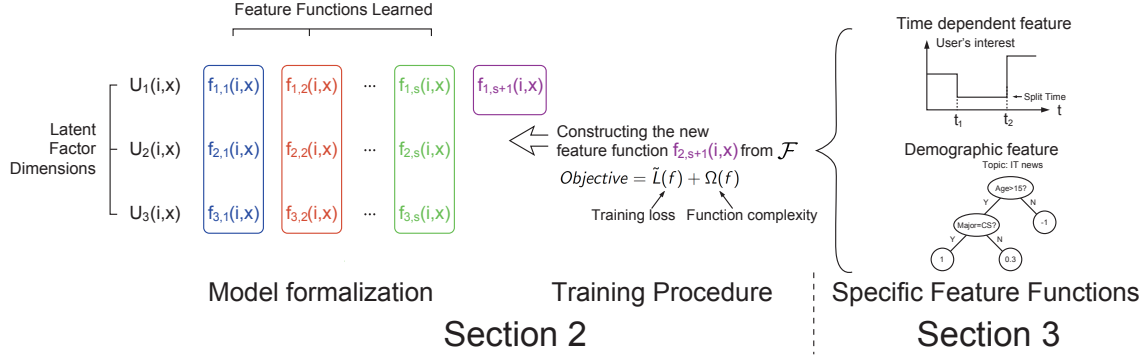 Feature Functions Learned
Latent
Factor
Dimensions
U1(i,x) f1,1(i,x) f1,2(i,x) ... f1,s(i,x) f1,s+1(i,x)
U2(i,x) f2,1(i,x) f2,2(i,x) ... f2,s(i,x)
U3(i,x) f3,1(i,x) f3,2(i,x) ... f3,s(i,x)
Constructing the new
feature function f2,s+1(i,x) from ℱ
Objective = L̃(f) + Ω(f)
Training loss Function complexity
Time dependent feature
User's interest
Split Time
t1 t2 t
Demographic feature
Topic: IT news
Age>15?
Y N
Major=CS? -1
Y N
1 0.3
Model formalization Training Procedure Specific Feature Functions
Section 2 Section 3